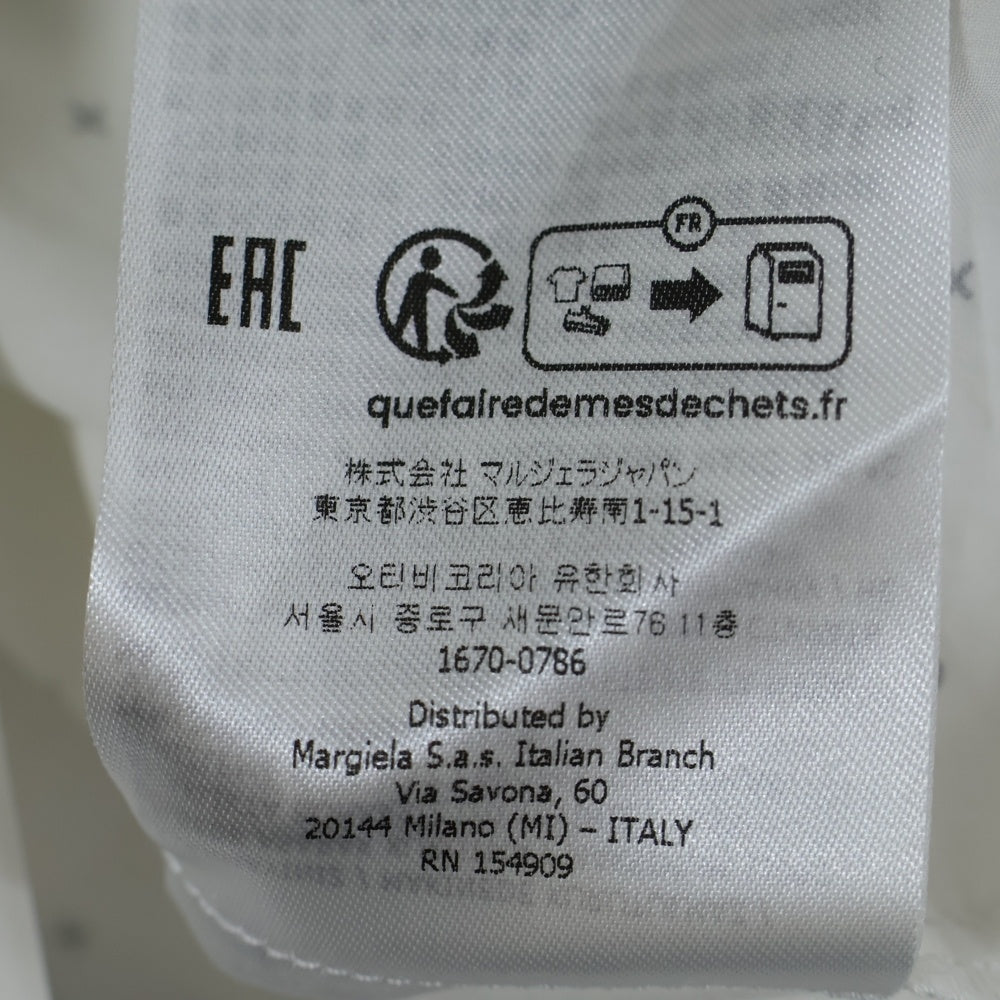 EAC
FR
quefairedemesdechets.fr
株式会社 マルジェラジャパン
東京都渋谷区恵比寿南1-15-1
오티비코리아 유한회사
서울시 종로구 새문안로76 11층
1670-0786
Distributed by
Margiela S.a.s. Italian Branch
Via Savona, 60
20144 Milano (MI) – ITALY
RN 154909